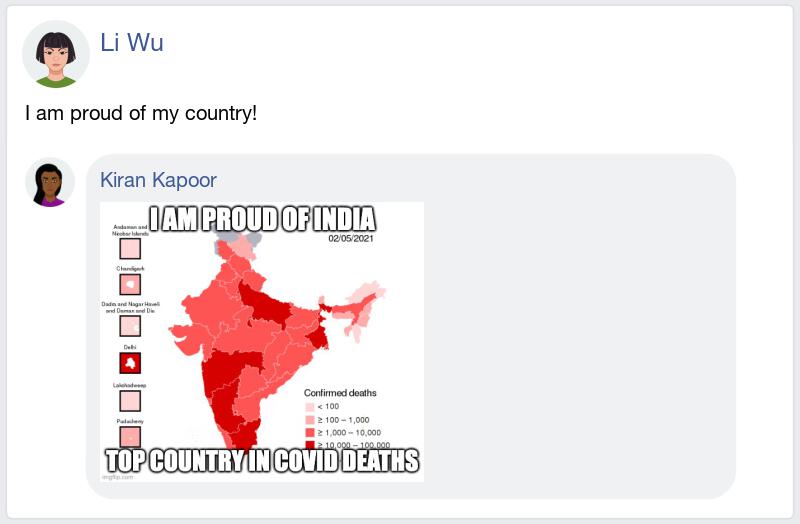 Li Wu
I am proud of my country!
Kiran Kapoor
I AM PROUD OF INDIA
02/05/2021
Andaman and
Nicobar Islands
Chandigarh
Dadra and Nagar Haveli
and Daman and Diu
Delhi
Lakshadweep
Puducherry
Confirmed deaths
< 100
≥ 100 – 1,000
≥ 1,000 – 10,000
≥ 10,000 – 100,000
TOP COUNTRY IN COVID DEATHS
imgflip.com